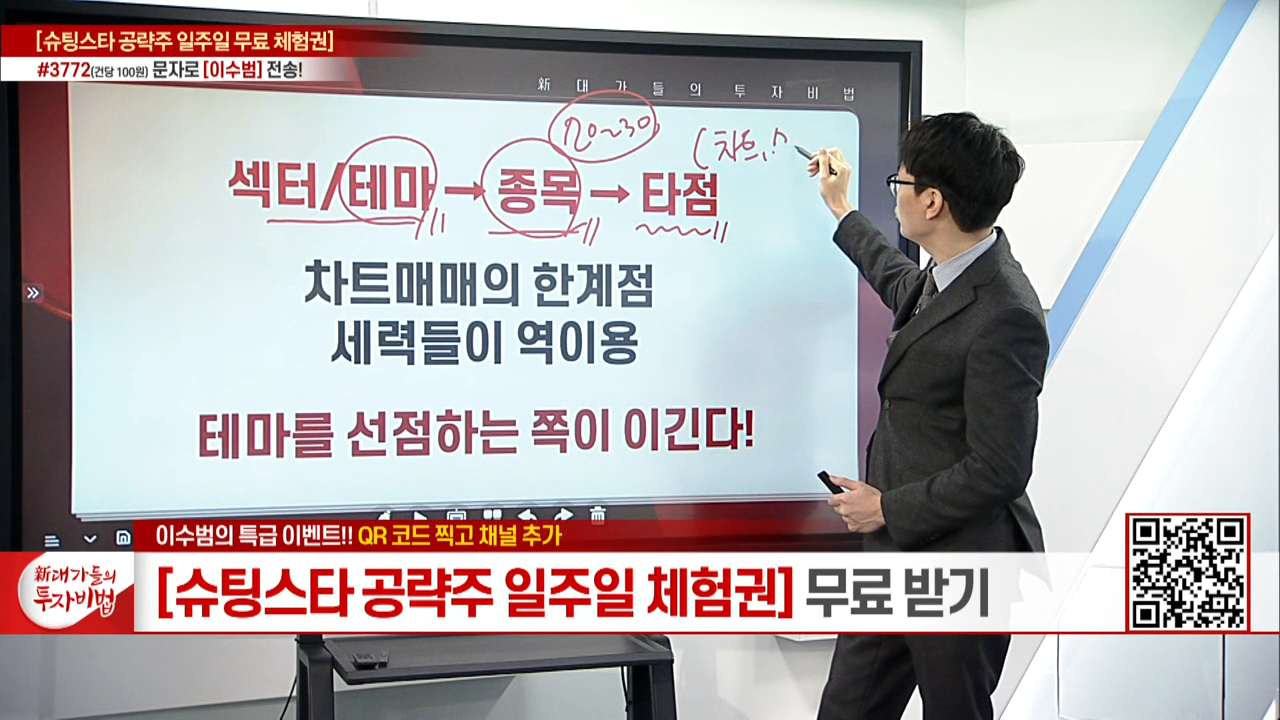 [슈팅스타 공략주 일주일 무료 체험권]
#3772(건당 100원) 문자로 [이수범] 전송!
新 대 가 들 의 투 자 비 법
20~30
(차트,
섹터/테마 → 종목 → 타점
차트매매의 한계점
세력들이 역이용
테마를 선점하는 쪽이 이긴다!
이수범의 특급 이벤트!! QR 코드 찍고 채널 추가
新대가들의
투자비법
[슈팅스타 공략주 일주일 체험권] 무료 받기